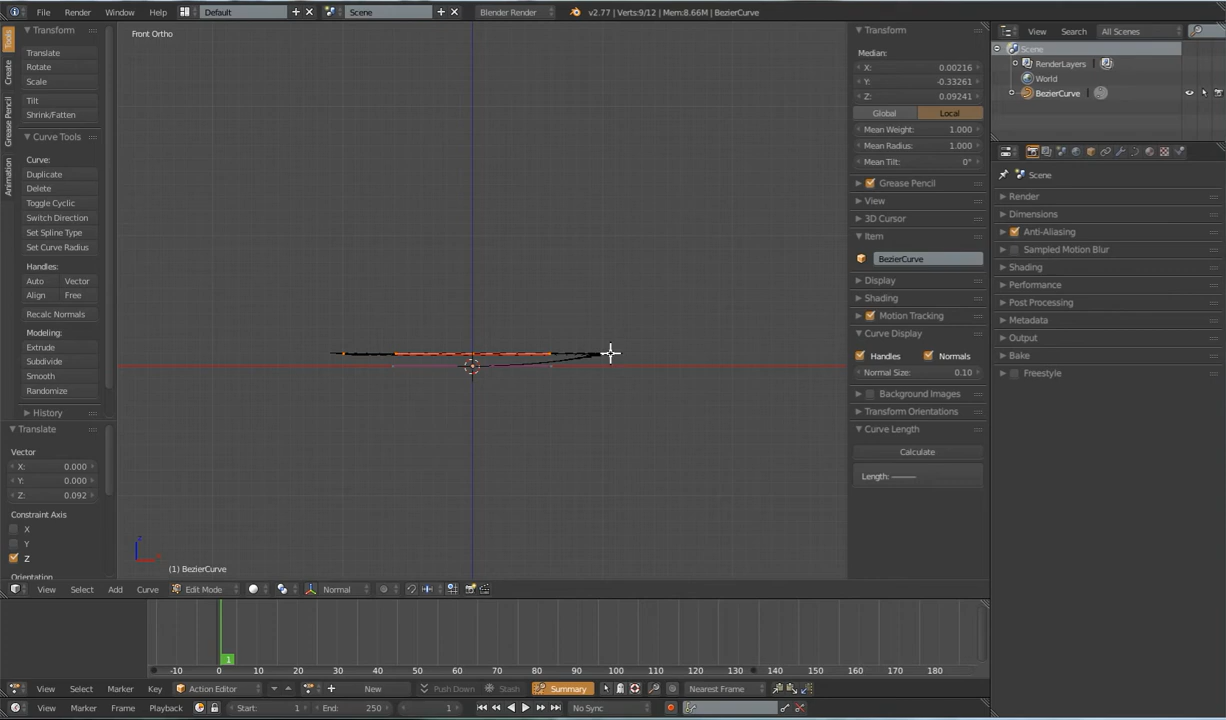 File Render Window Help Default Scene Blender Render v2.77 | Verts:9/12 | Mem:8.66M | BezierCurve
Tools
Create
Grease Pencil
Animation
Transform
Translate
Rotate
Scale
Tilt
Shrink/Fatten
Curve Tools
Curve:
Duplicate
Delete
Toggle Cyclic
Switch Direction
Set Spline Type
Set Curve Radius
Handles:
Auto Vector
Align Free
Recalc Normals
Modeling:
Extrude
Subdivide
Smooth
Randomize
History
Translate
Vector
X: 0.000
Y: 0.000
Z: 0.092
Constraint Axis
X
Y
Z
Orientation
Front Ortho
z
(1) BezierCurve
Transform
Median:
X: 0.00216
Y: -0.33261
Z: 0.09241
Global Local
Mean Weight: 1.000
Mean Radius: 1.000
Mean Tilt: 0°
Grease Pencil
View
3D Cursor
Item
BezierCurve
Display
Shading
Motion Tracking
Curve Display
Handles Normals
Normal Size: 0.10
Background Images
Transform Orientations
Curve Length
Calculate
Length: ------
View Search All Scenes
Scene
RenderLayers
World
BezierCurve
Scene
Render
Dimensions
Anti-Aliasing
Sampled Motion Blur
Shading
Performance
Post Processing
Metadata
Output
Bake
Freestyle
View Select Add Curve Edit Mode Normal
1
-10 0 10 20 30 40 50 60 70 80 90 100 110 120 130 140 150 160 170 180
View Select Marker Key Action Editor New Push Down Stash Summary Nearest Frame
View Marker Frame Playback Start: 1 End: 250 1 No Sync